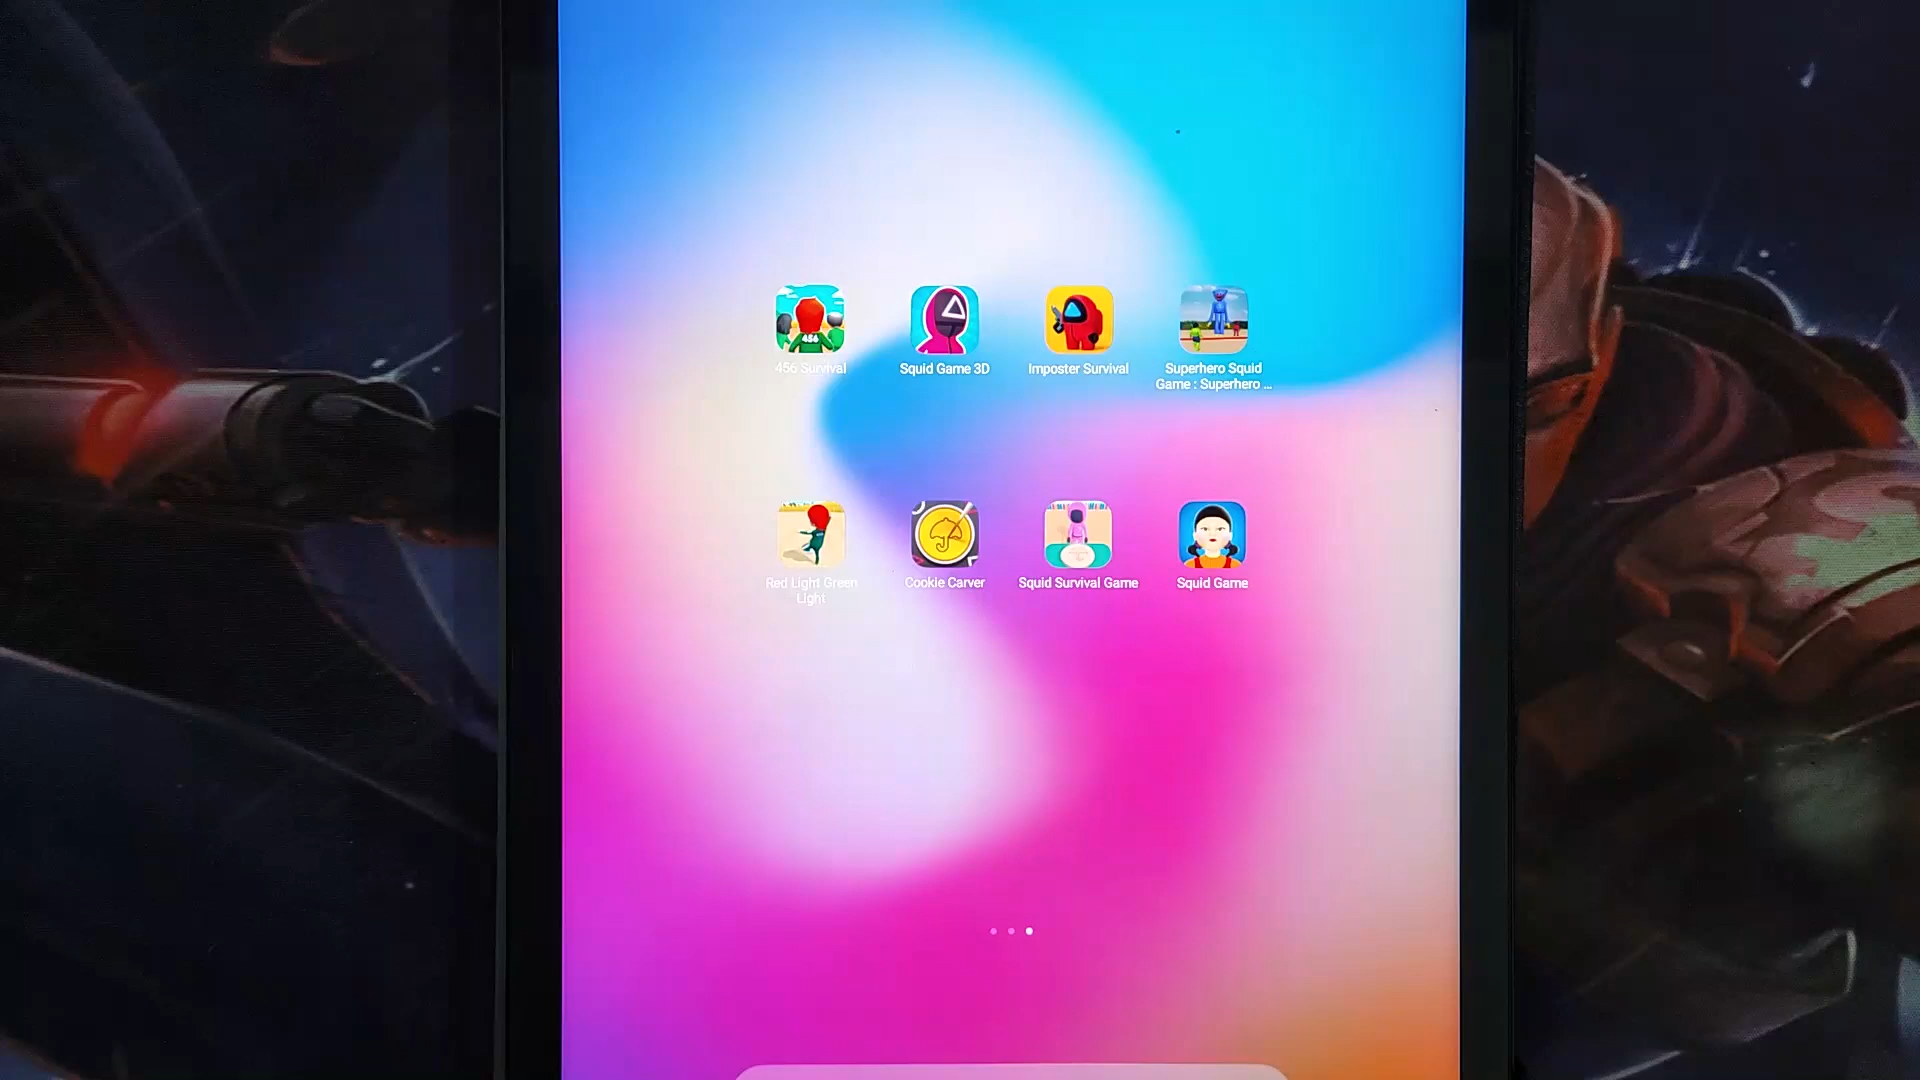 456
456 Survival
Squid Game 3D
Imposter Survival
Superhero Squid
Game : Superhero ...
Red Light Green
Light
Cookie Carver
Squid Survival Game
Squid Game